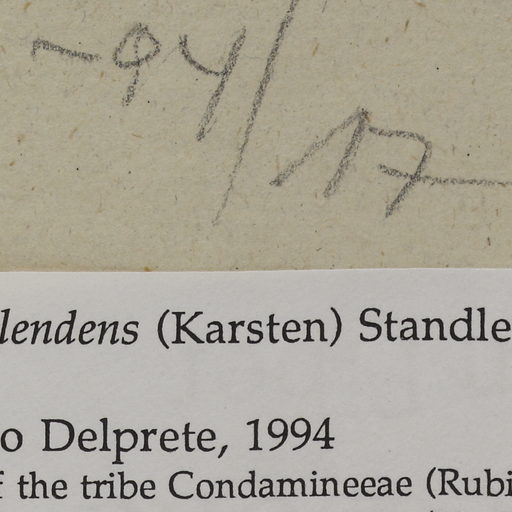 -94/17
lendens (Karsten) Standle
o Delprete, 1994
f the tribe Condamineeae (Rubi